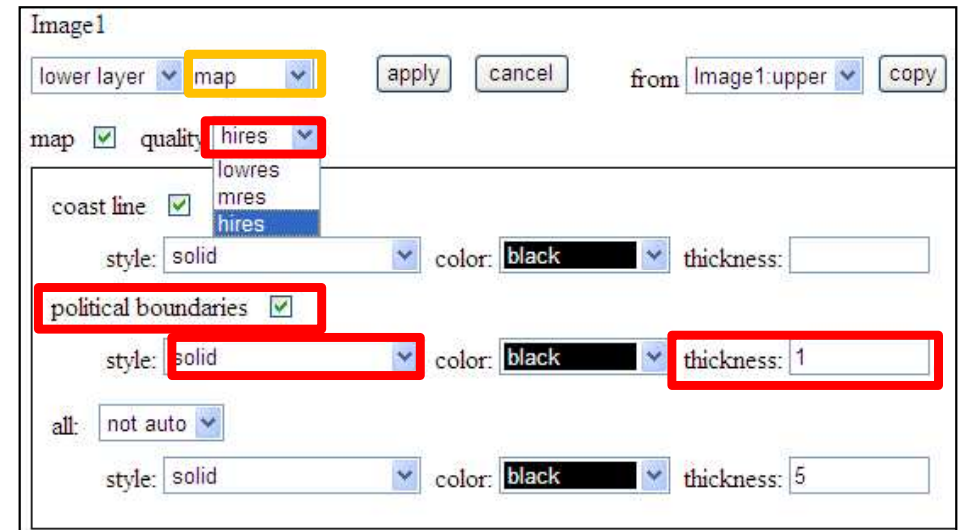 Image1
lower layer map apply cancel from Image1:upper copy
map quality hires
lowres
mres
hires
coast line
style: solid color: black thickness:
political boundaries
style: solid color: black thickness: 1
all: not auto
style: solid color: black thickness: 5